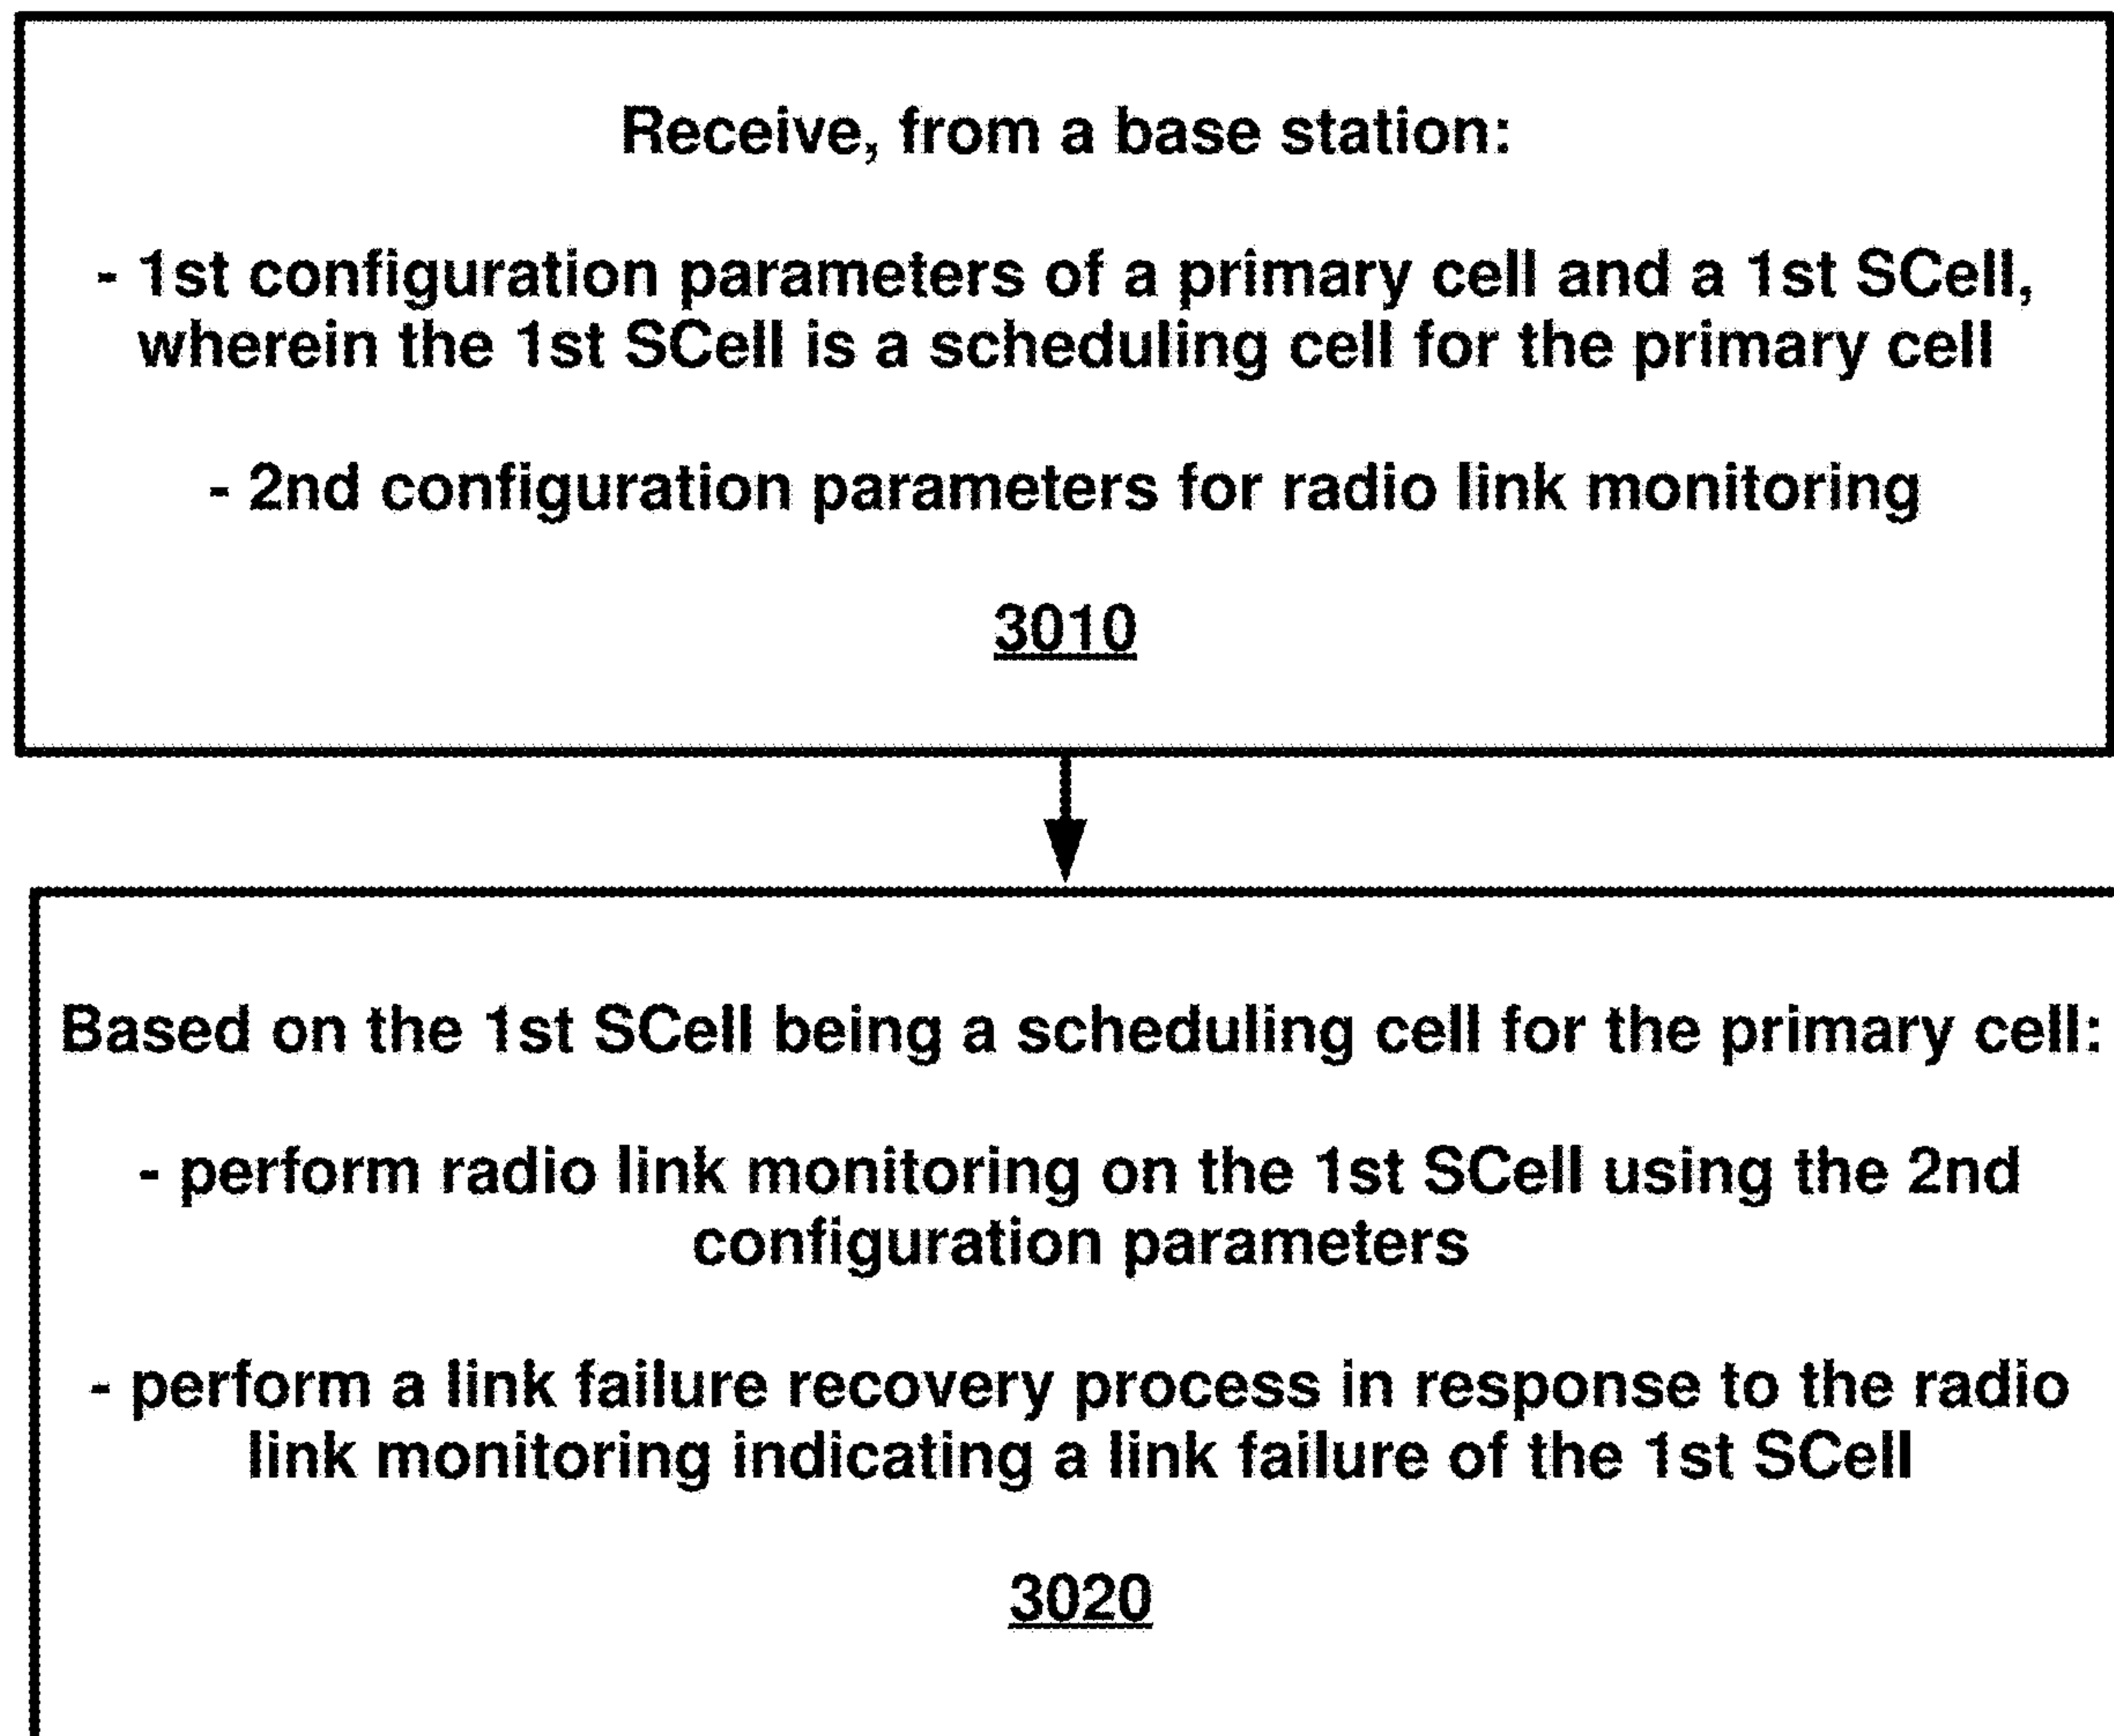 Receive, from a base station:
- 1st configuration parameters of a primary cell and a 1st SCell,
wherein the 1st SCell is a scheduling cell for the primary cell
- 2nd configuration parameters for radio link monitoring
3010
Based on the 1st SCell being a scheduling cell for the primary cell:
- perform radio link monitoring on the 1st SCell using the 2nd
configuration parameters
- perform a link failure recovery process in response to the radio
link monitoring indicating a link failure of the 1st SCell
3020